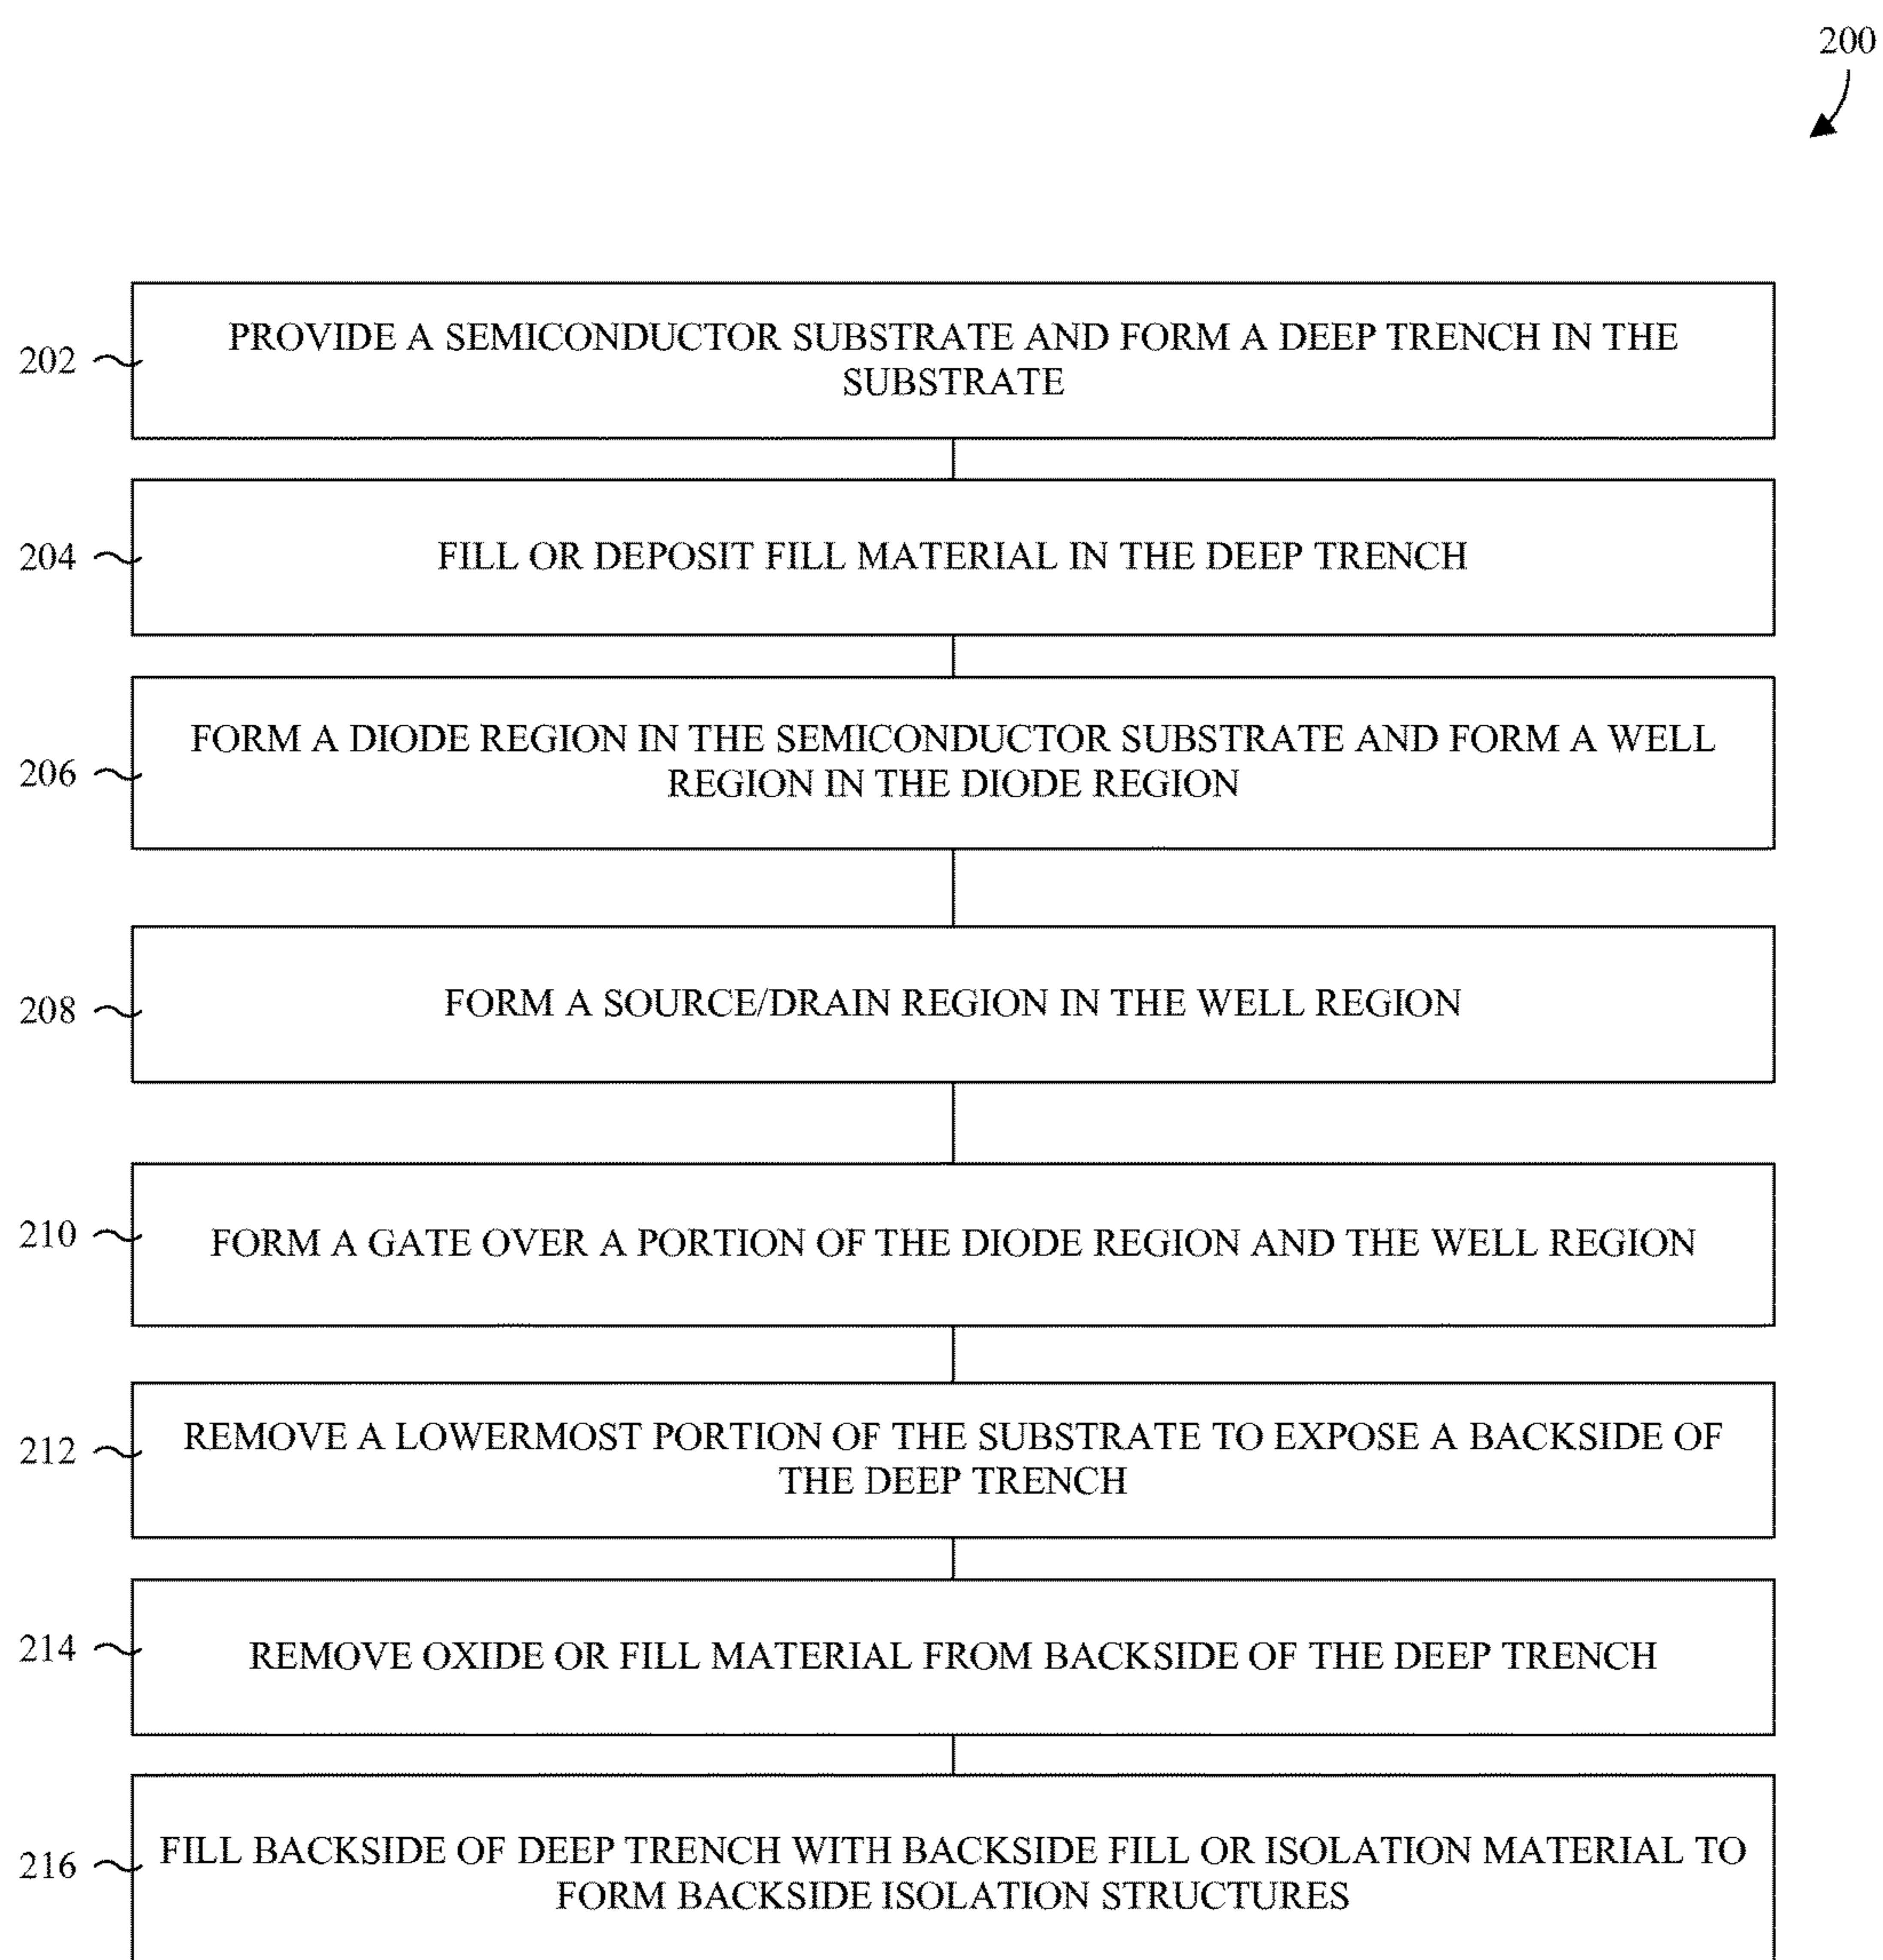 200
202
PROVIDE A SEMICONDUCTOR SUBSTRATE AND FORM A DEEP TRENCH IN THE
SUBSTRATE
204
FILL OR DEPOSIT FILL MATERIAL IN THE DEEP TRENCH
206
FORM A DIODE REGION IN THE SEMICONDUCTOR SUBSTRATE AND FORM A WELL
REGION IN THE DIODE REGION
208
FORM A SOURCE/DRAIN REGION IN THE WELL REGION
210
FORM A GATE OVER A PORTION OF THE DIODE REGION AND THE WELL REGION
212
REMOVE A LOWERMOST PORTION OF THE SUBSTRATE TO EXPOSE A BACKSIDE OF
THE DEEP TRENCH
214
REMOVE OXIDE OR FILL MATERIAL FROM BACKSIDE OF THE DEEP TRENCH
216
FILL BACKSIDE OF DEEP TRENCH WITH BACKSIDE FILL OR ISOLATION MATERIAL TO
FORM BACKSIDE ISOLATION STRUCTURES